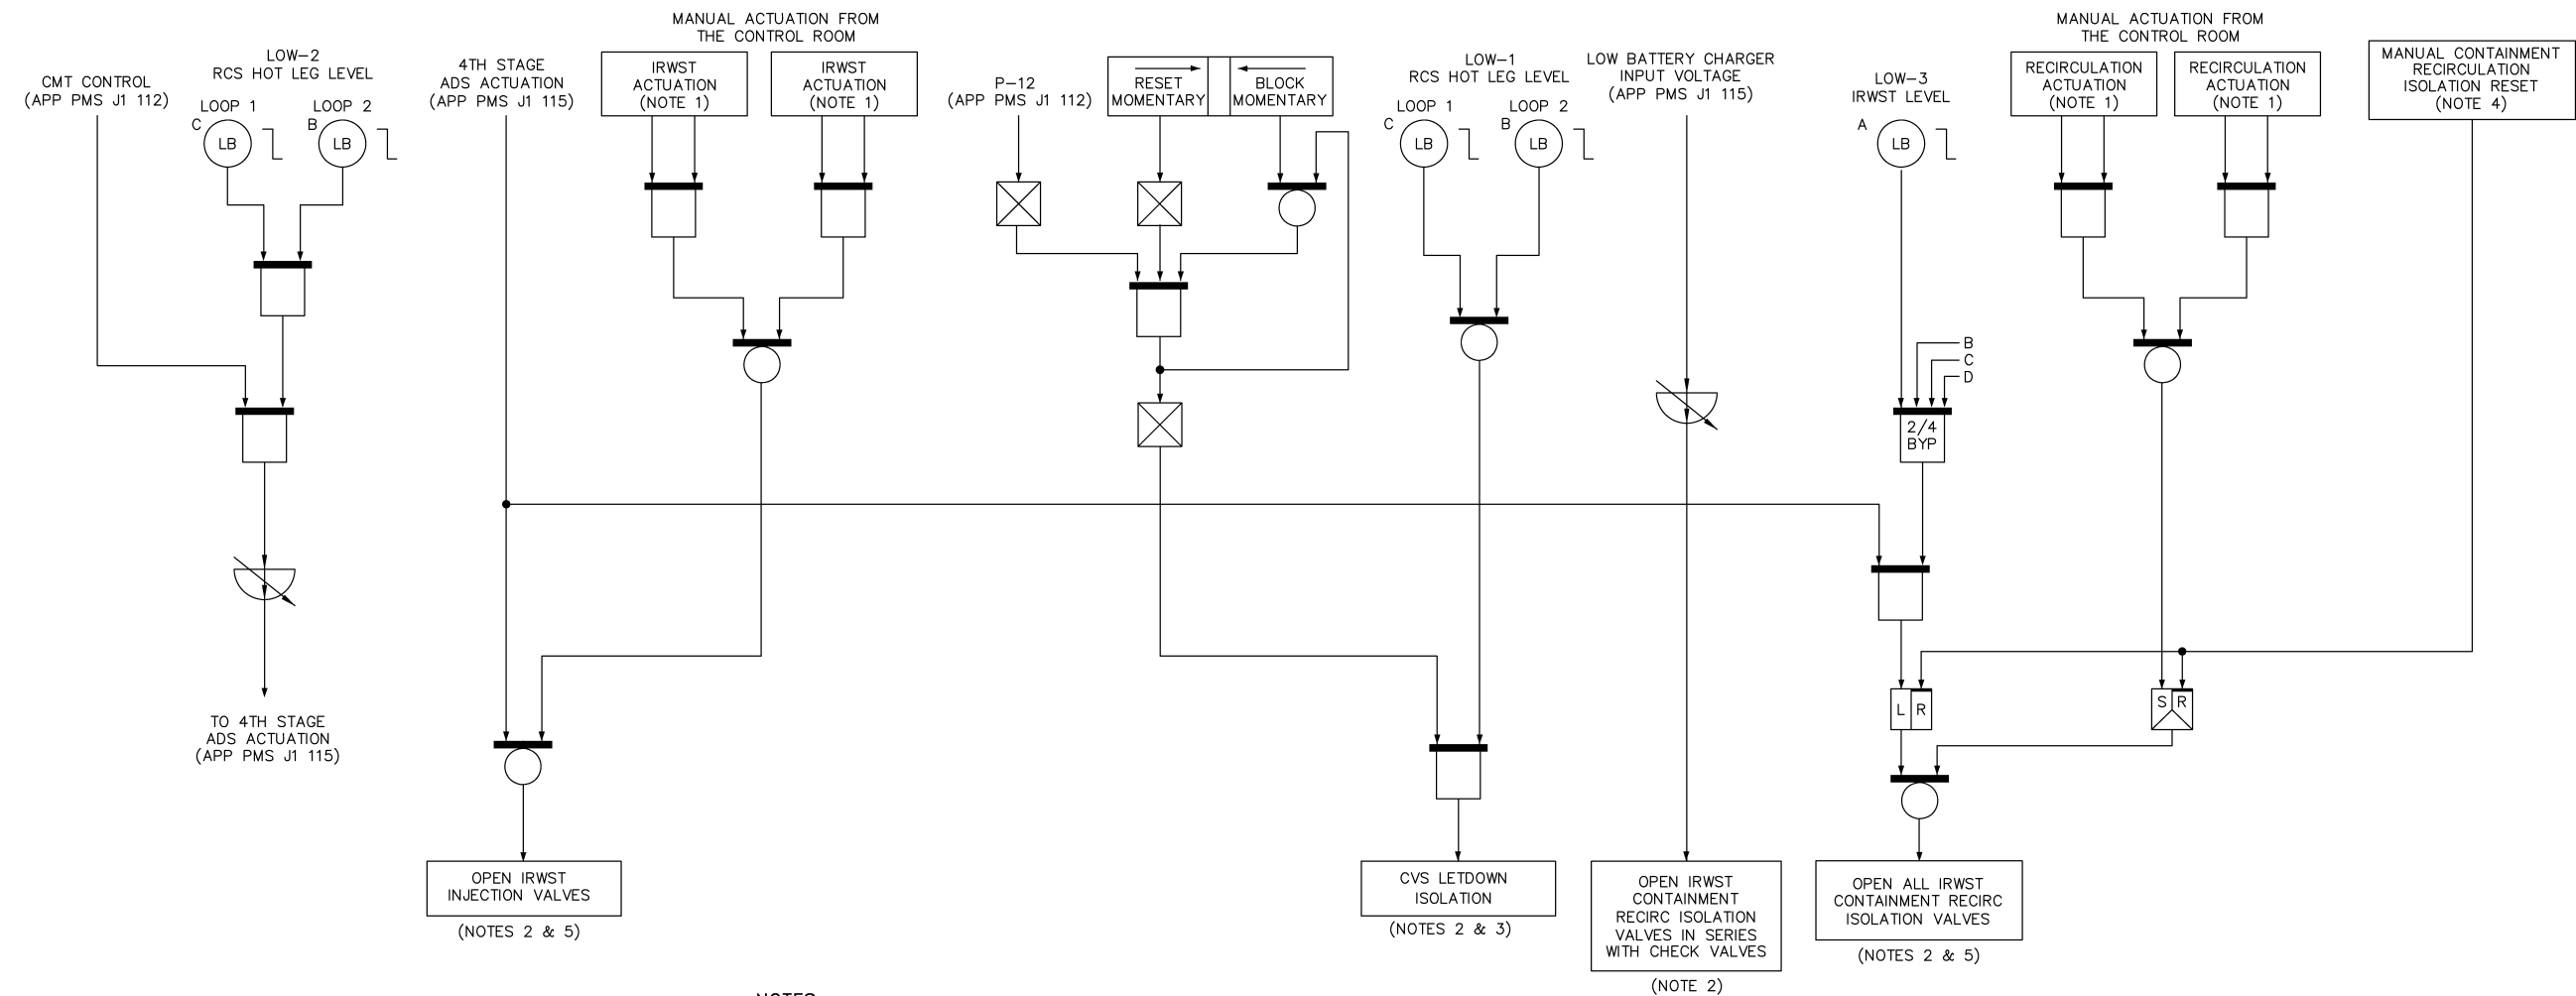 MANUAL ACTUATION FROM
THE CONTROL ROOM
MANUAL ACTUATION FROM
THE CONTROL ROOM
CMT CONTROL
(APP PMS J1 112)
LOW-2
RCS HOT LEG LEVEL
LOOP 1
LOOP 2
C
LB
B
LB
4TH STAGE
ADS ACTUATION
(APP PMS J1 115)
IRWST
ACTUATION
(NOTE 1)
IRWST
ACTUATION
(NOTE 1)
P-12
(APP PMS J1 112)
RESET
MOMENTARY
BLOCK
MOMENTARY
LOW-1
RCS HOT LEG LEVEL
LOOP 1
LOOP 2
C
LB
B
LB
LOW BATTERY CHARGER
INPUT VOLTAGE
(APP PMS J1 115)
LOW-3
IRWST LEVEL
A
LB
RECIRCULATION
ACTUATION
(NOTE 1)
RECIRCULATION
ACTUATION
(NOTE 1)
MANUAL CONTAINMENT
RECIRCULATION
ISOLATION RESET
(NOTE 4)
B
C
D
2/4
BYP
L
R
S
R
TO 4TH STAGE
ADS ACTUATION
(APP PMS J1 115)
OPEN IRWST
INJECTION VALVES
(NOTES 2 & 5)
CVS LETDOWN
ISOLATION
(NOTES 2 & 3)
OPEN IRWST
CONTAINMENT
RECIRC ISOLATION
VALVES IN SERIES
WITH CHECK VALVES
(NOTE 2)
OPEN ALL IRWST
CONTAINMENT RECIRC
ISOLATION VALVES
(NOTES 2 & 5)
NOTES